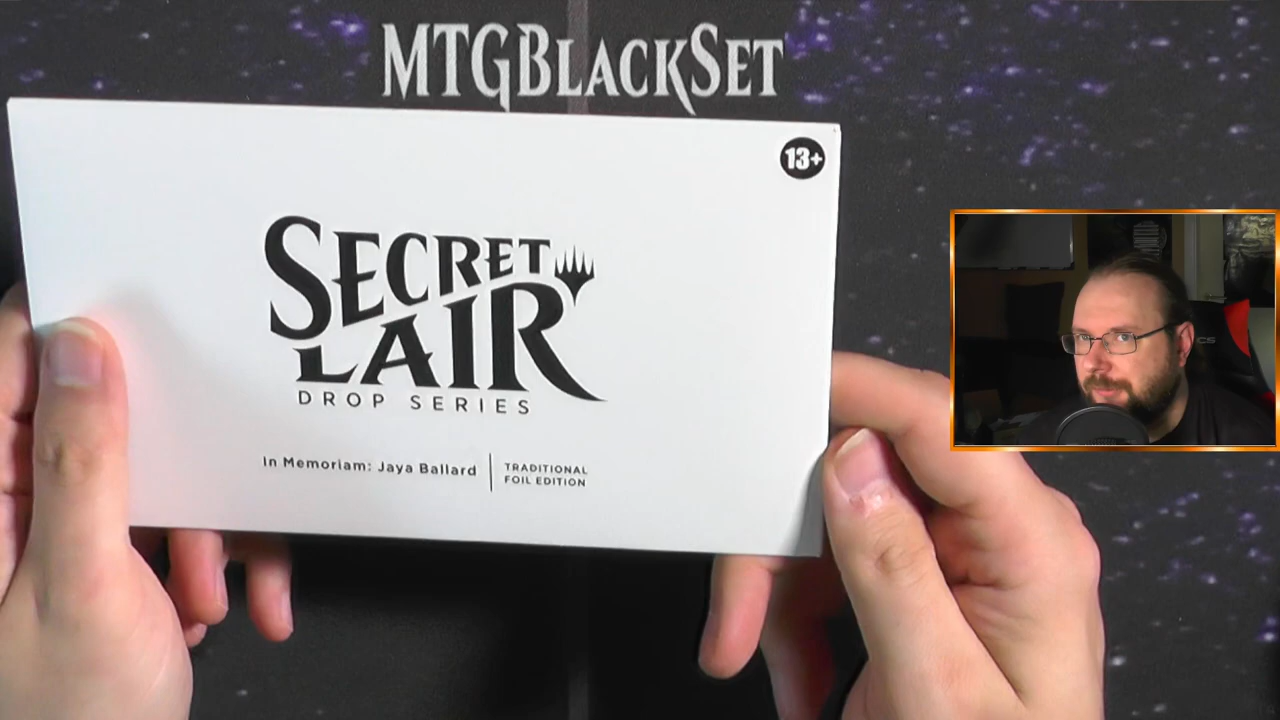 MTGBlackSet
13+
Secret
Lair
DROP SERIES
In Memoriam: Jaya Ballard
TRADITIONAL
FOIL EDITION